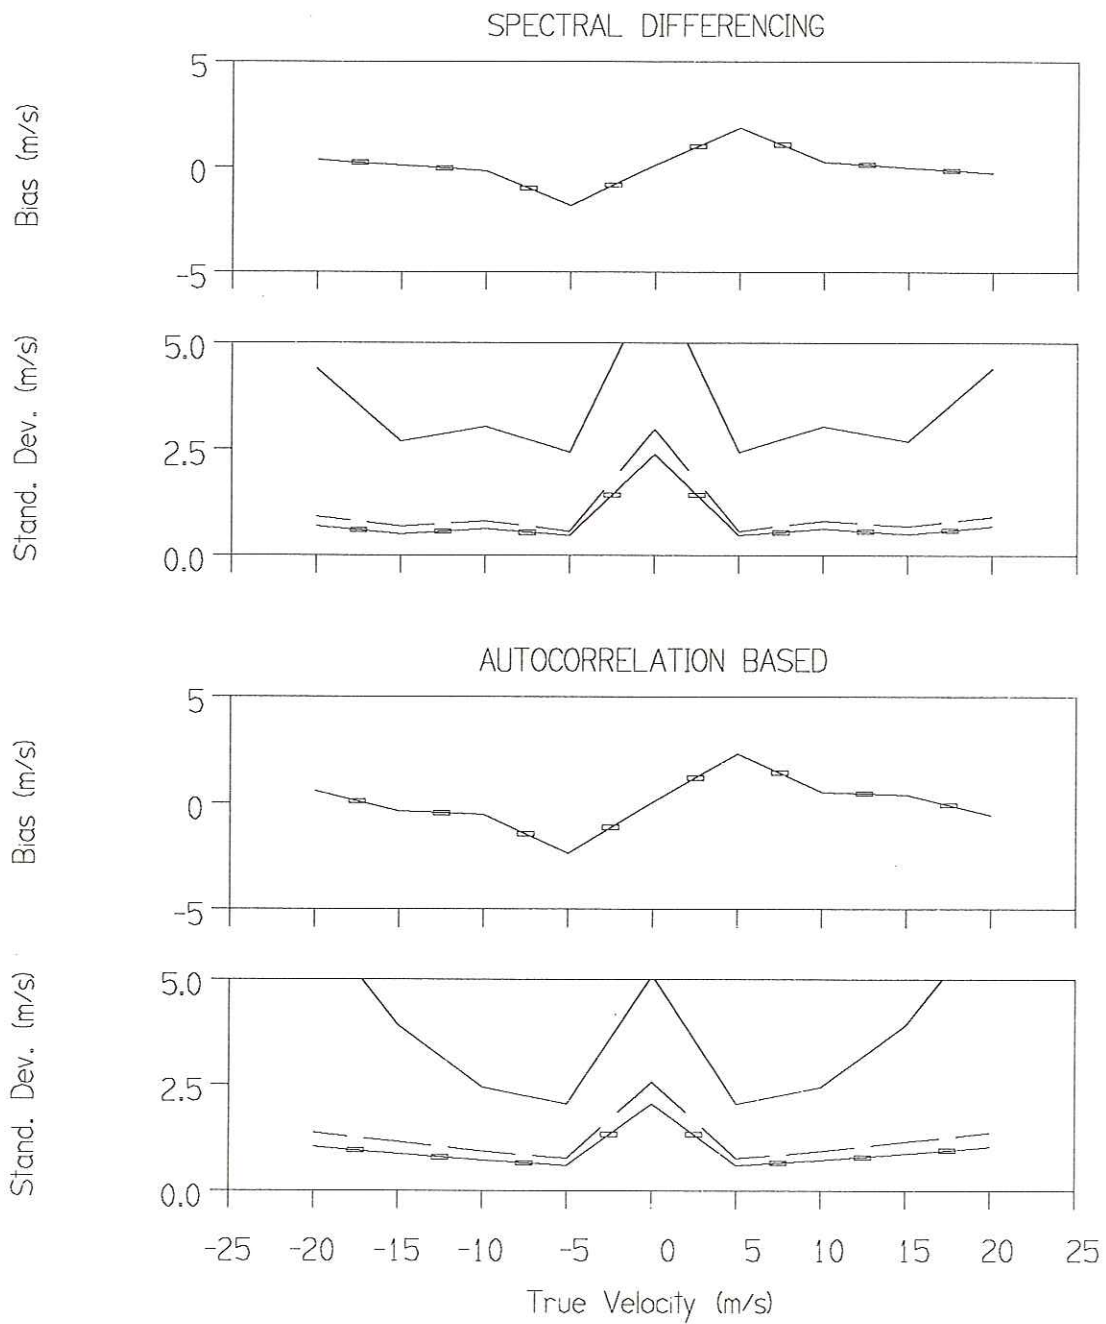 SPECTRAL DIFFERENCING
Bias (m/s)
5
0
-5
Stand. Dev. (m/s)
5.0
2.5
0.0
AUTOCORRELATION BASED
Bias (m/s)
5
0
-5
Stand. Dev. (m/s)
5.0
2.5
0.0
-25 -20 -15 -10 -5 0 5 10 15 20 25
True Velocity (m/s)